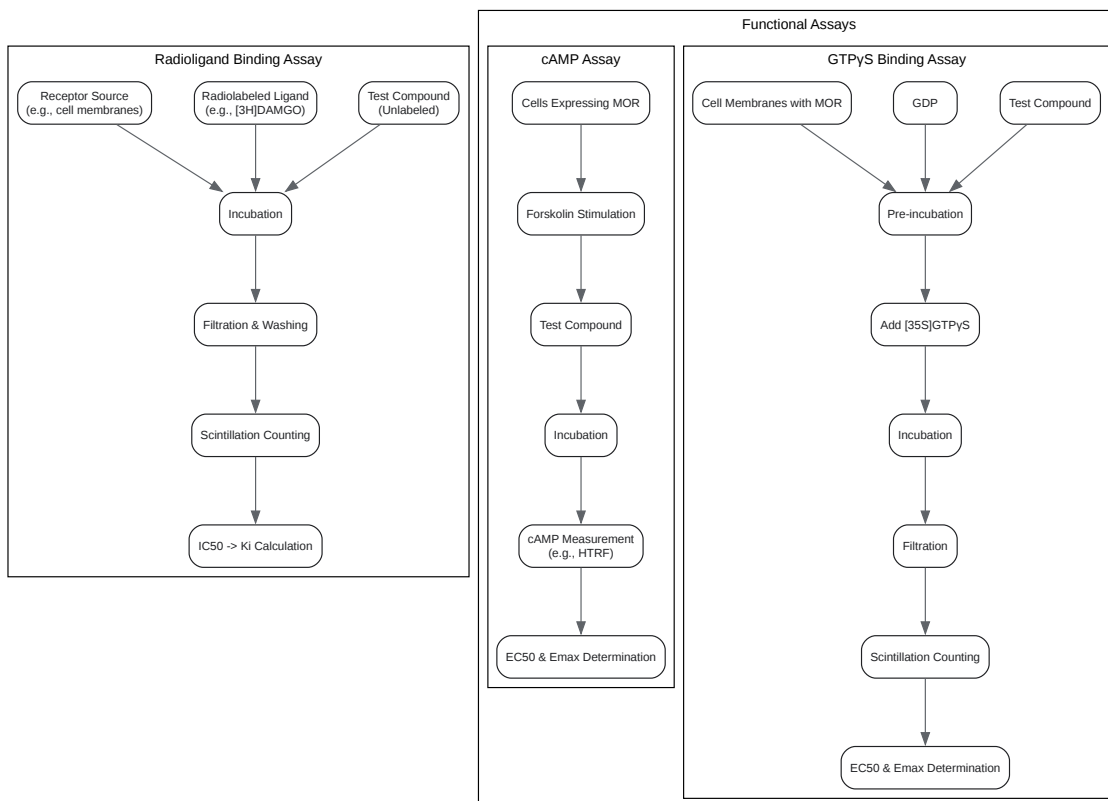 Functional Assays
Radioligand Binding Assay
Receptor Source
(e.g., cell membranes)
Radiolabeled Ligand
(e.g., [3H]DAMGO)
Test Compound
(Unlabeled)
Incubation
Filtration & Washing
Scintillation Counting
IC50 -> Ki Calculation
cAMP Assay
Cells Expressing MOR
Forskolin Stimulation
Test Compound
Incubation
cAMP Measurement
(e.g., HTRF)
EC50 & Emax Determination
GTPγS Binding Assay
Cell Membranes with MOR
GDP
Test Compound
Pre-incubation
Add [35S]GTPγS
Incubation
Filtration
Scintillation Counting
EC50 & Emax Determination